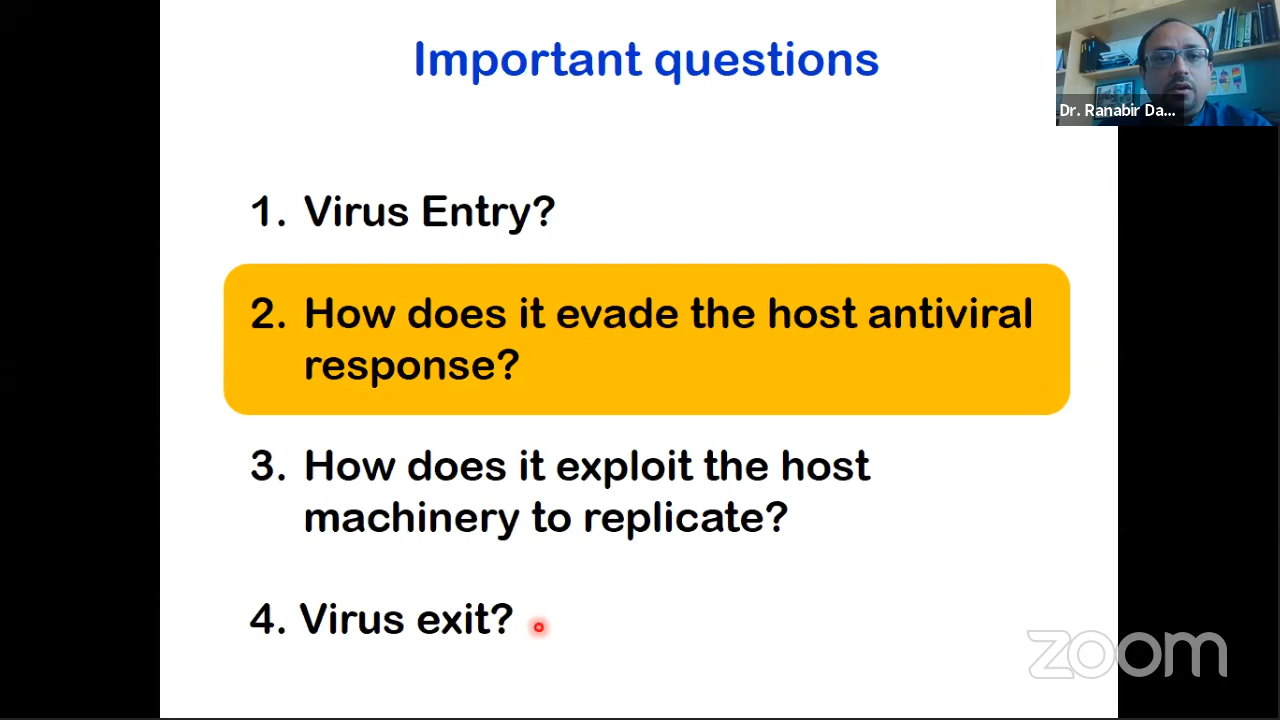 Important questions
Dr. Ranabir Da...
1. Virus Entry?
2. How does it evade the host antiviral
response?
3. How does it exploit the host
machinery to replicate?
4. Virus exit?
zoom